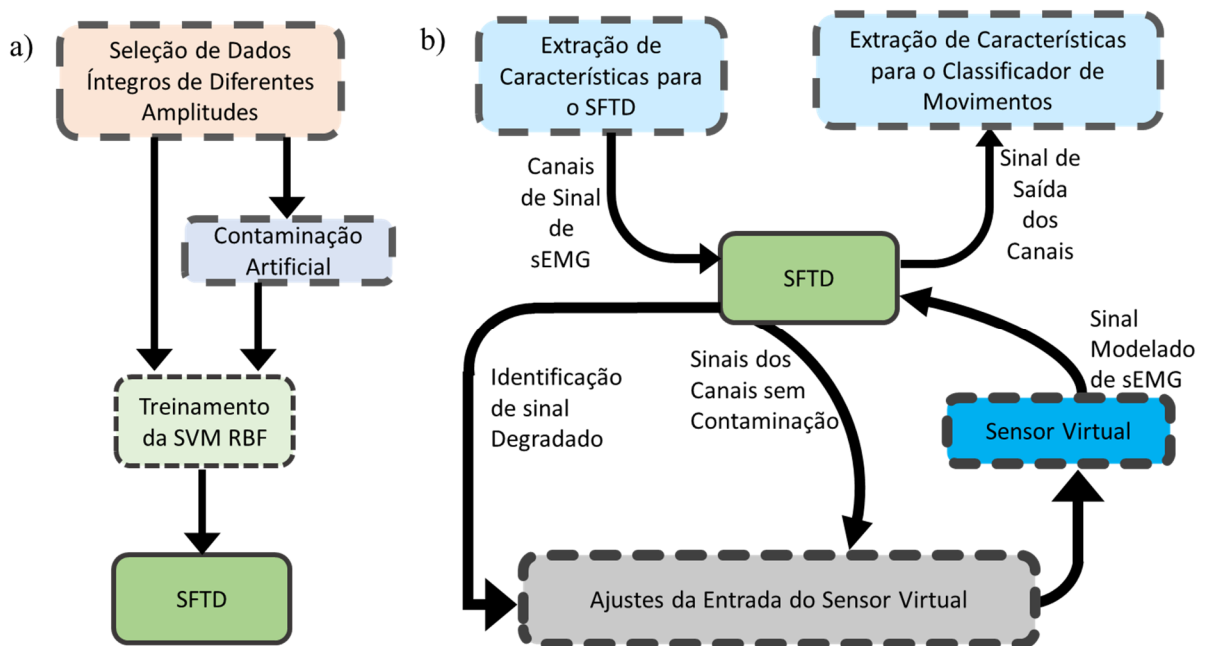 a)
Seleção de Dados
Íntegros de Diferentes
Amplitudes
Contaminação
Artificial
Treinamento
da SVM RBF
SFTD
b)
Extração de
Características para
o SFTD
Extração de Características
para o Classificador de
Movimentos
Canais
de Sinal
de
sEMG
Sinal de
Saída
dos
Canais
SFTD
Identificação
de sinal
Degradado
Sinais dos
Canais sem
Contaminação
Sinal
Modelado
de sEMG
Sensor Virtual
Ajustes da Entrada do Sensor Virtual